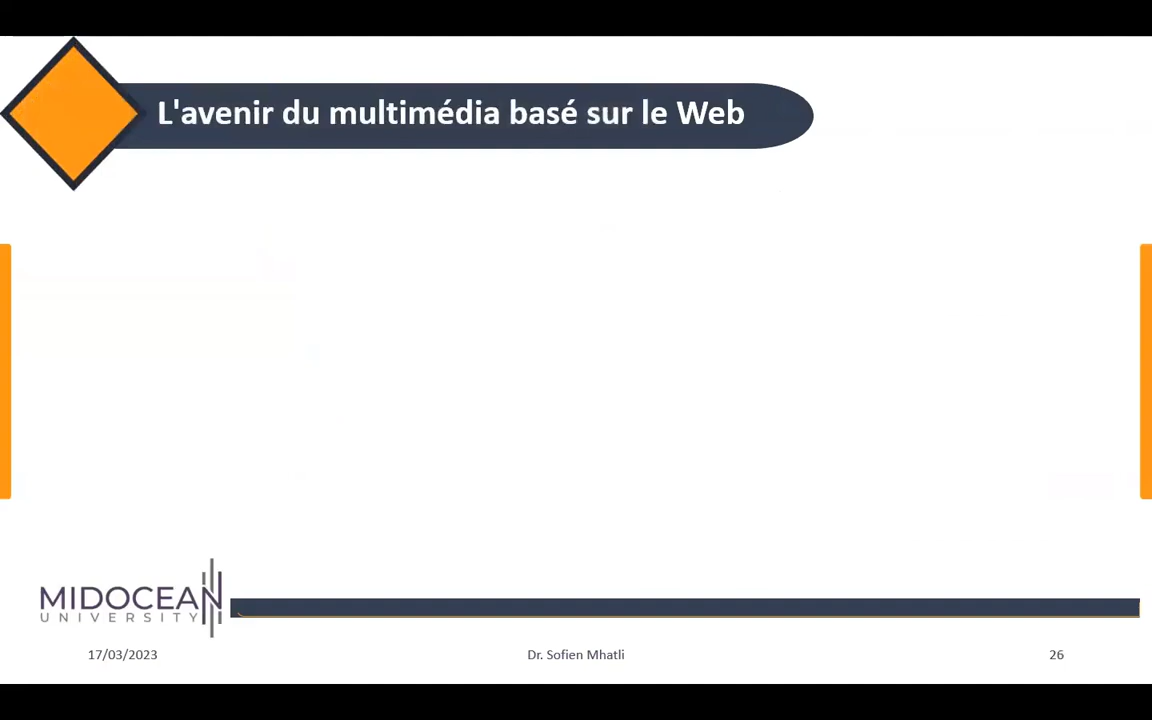 L'avenir du multimédia basé sur le Web
MIDOCEAN
UNIVERSITY
17/03/2023
Dr. Sofien Mhatli
26